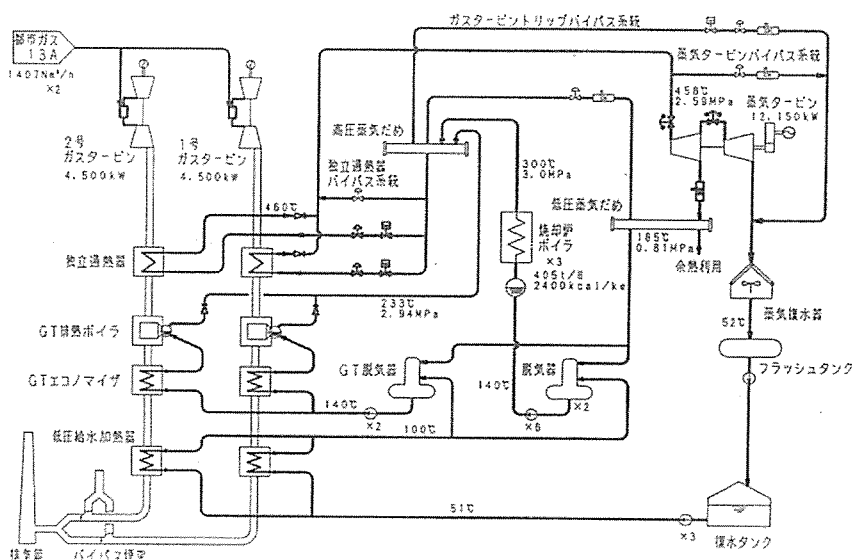 ガスタービントリップバイパス系統
都市ガス
13A
1407Nm³/h
×2
蒸気タービンバイパス系統
458℃
2.59MPa
蒸気タービン
12,150kW
2号
ガスタービン
4,500kW
1号
ガスタービン
4,500kW
高圧蒸気だめ
独立過熱器
バイパス系統
300℃
3.0MPa
460℃
低圧蒸気だめ
焼却炉
ボイラ
×3
185℃
0.81MPa
余熱利用
独立過熱器
405t/日
2400kcal/kg
233℃
2.94MPa
蒸気復水器
GT排熱ボイラ
52℃
GTエコノマイザ
GT脱気器
脱気器
フラッシュタンク
140℃
×2
140℃
×6
×2
100℃
低圧給水加熱器
51℃
×3
復水タンク
バイパス煙突